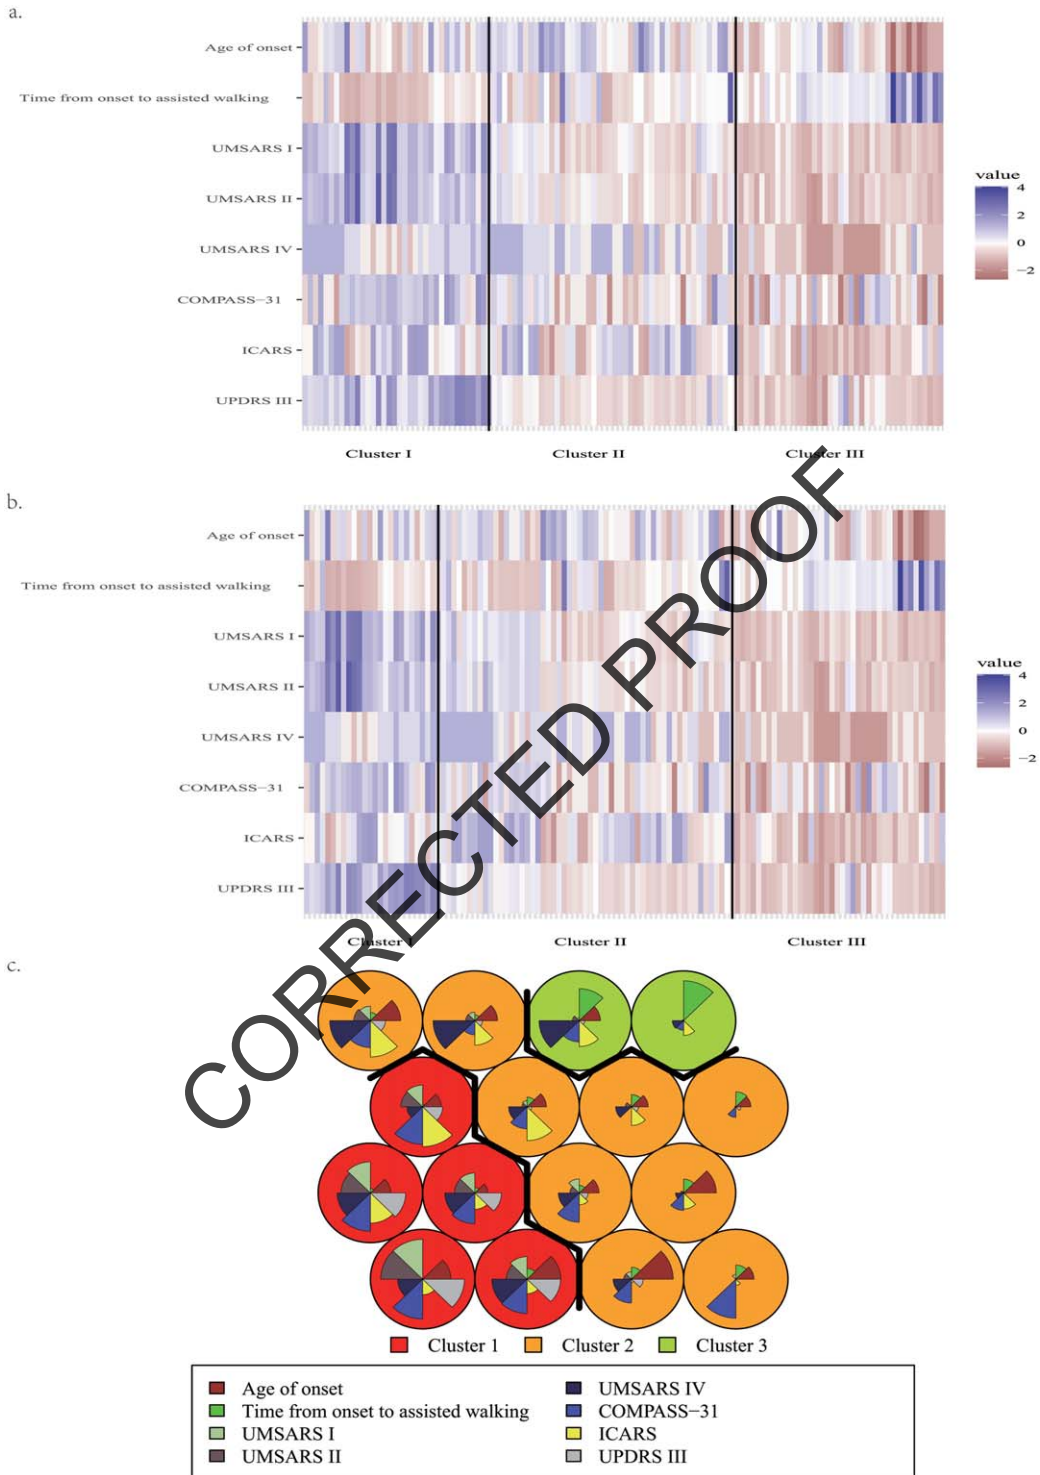 a.
Age of onset
Time from onset to assisted walking
UMSARS I
UMSARS II
UMSARS IV
COMPASS−31
ICARS
UPDRS III
value
4
2
0
−2
Cluster I
Cluster II
Cluster III
b.
Age of onset
Time from onset to assisted walking
UMSARS I
UMSARS II
UMSARS IV
COMPASS−31
ICARS
UPDRS III
value
4
2
0
−2
Cluster I
Cluster II
Cluster III
CORRECTED PROOF
c.
Cluster 1 Cluster 2 Cluster 3
Age of onset UMSARS IV
Time from onset to assisted walking COMPASS−31
UMSARS I ICARS
UMSARS II UPDRS III